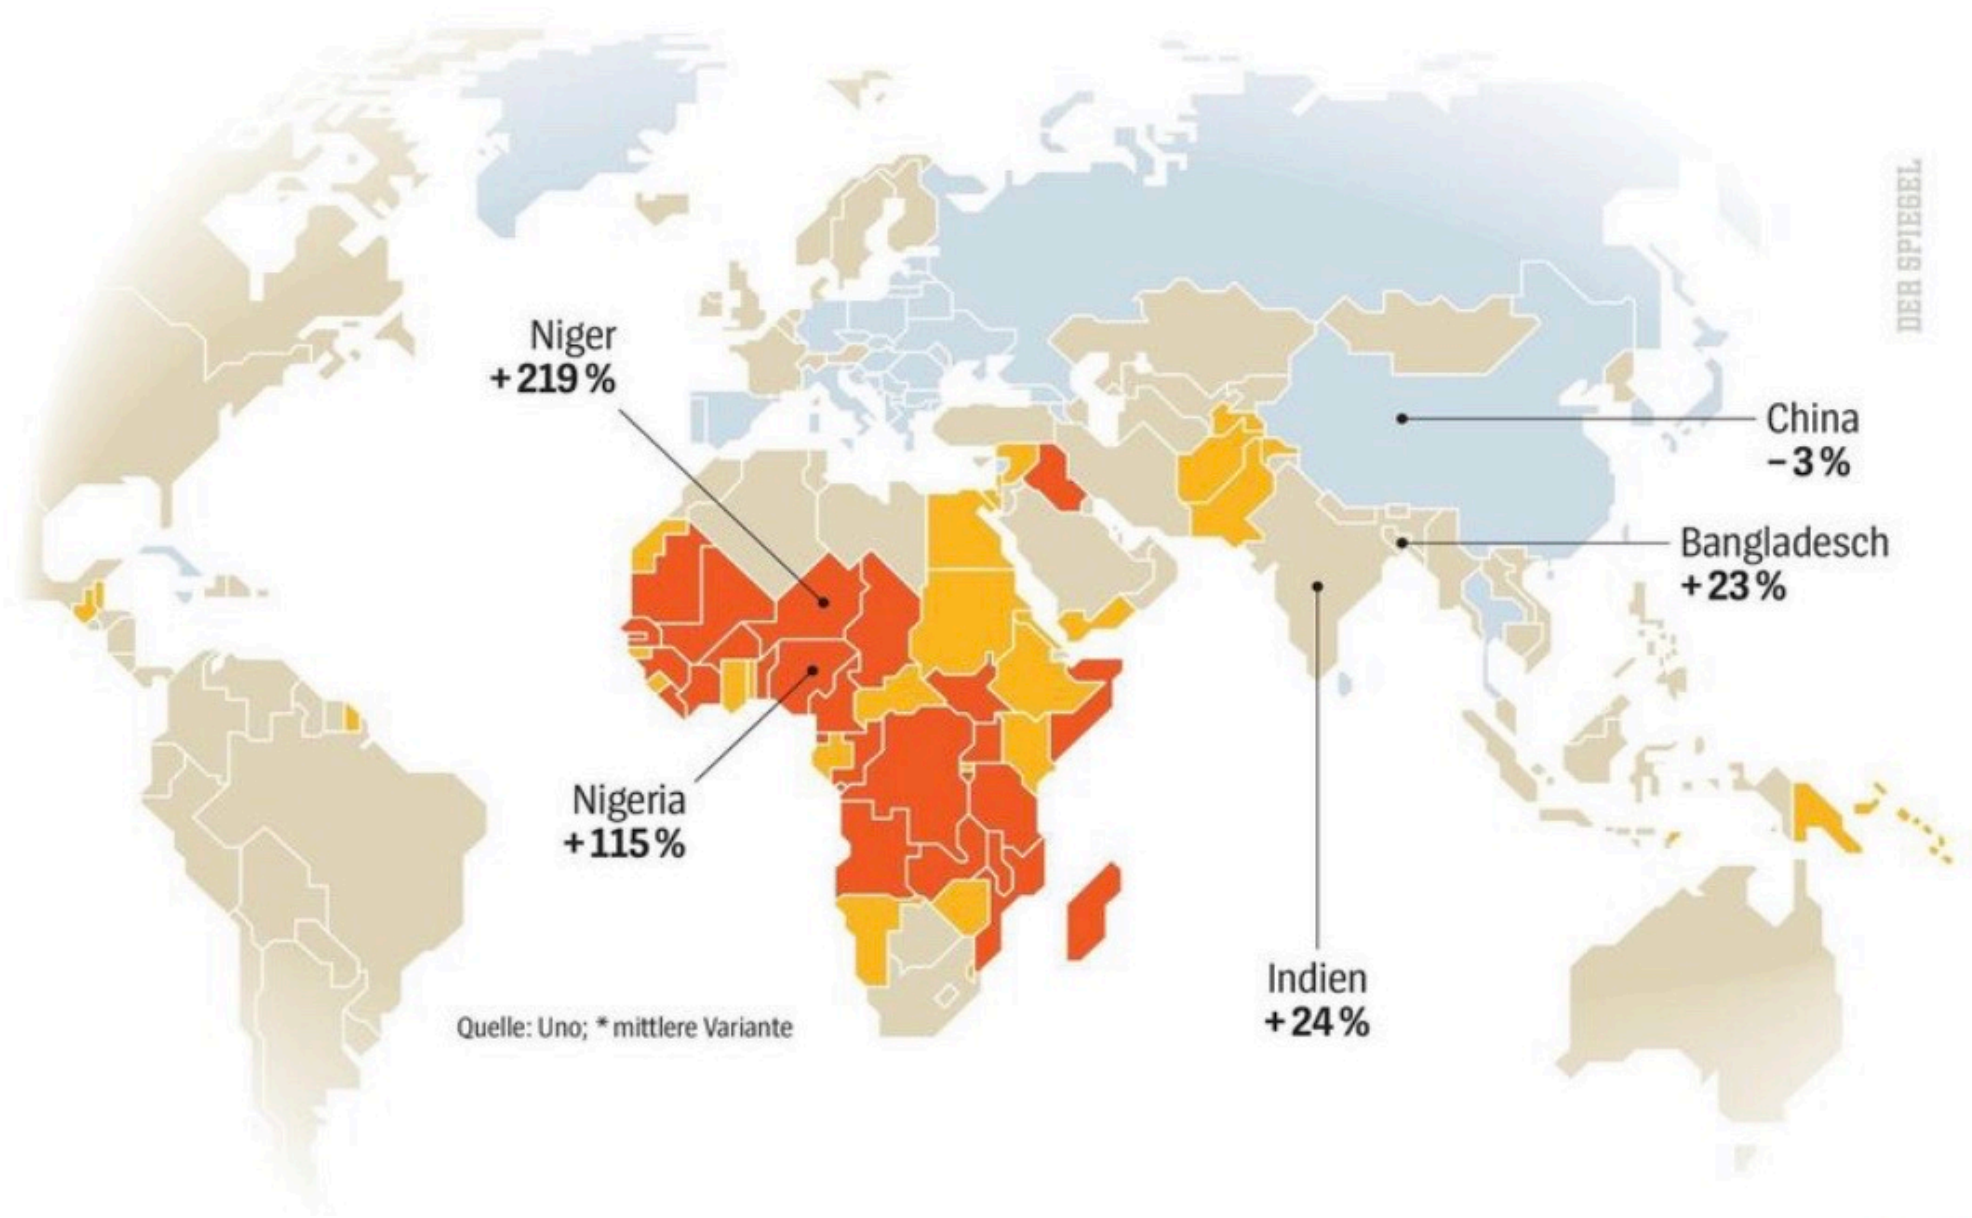 Niger
+219%
China
–3%
Bangladesch
+23%
Nigeria
+115%
Indien
+24%
Quelle: Uno; *mittlere Variante
DER SPIEGEL